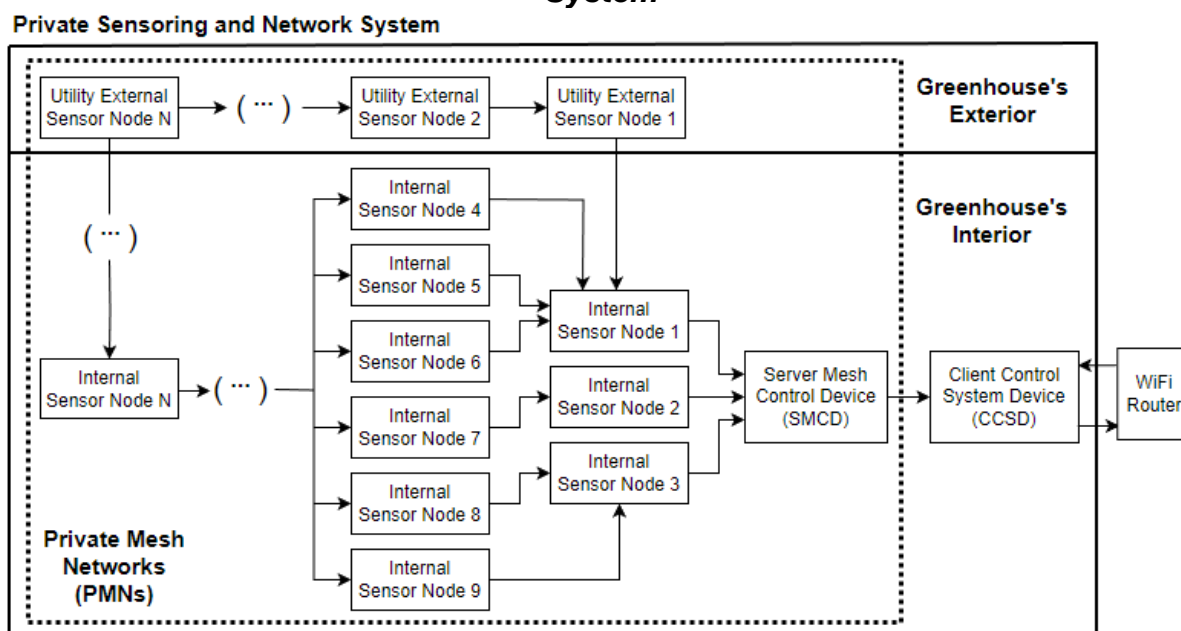 System
Private Sensoring and Network System
Utility External
Sensor Node N
( ... )
Utility External
Sensor Node 2
Utility External
Sensor Node 1
Greenhouse's
Exterior
Greenhouse's
Interior
( ... )
Internal
Sensor Node 4
Internal
Sensor Node 5
Internal
Sensor Node 6
Internal
Sensor Node 7
Internal
Sensor Node 8
Internal
Sensor Node 9
Internal
Sensor Node N
( ... )
Internal
Sensor Node 1
Internal
Sensor Node 2
Internal
Sensor Node 3
Server Mesh
Control Device
(SMCD)
Client Control
System Device
(CCSD)
WiFi
Router
Private Mesh
Networks
(PMNs)